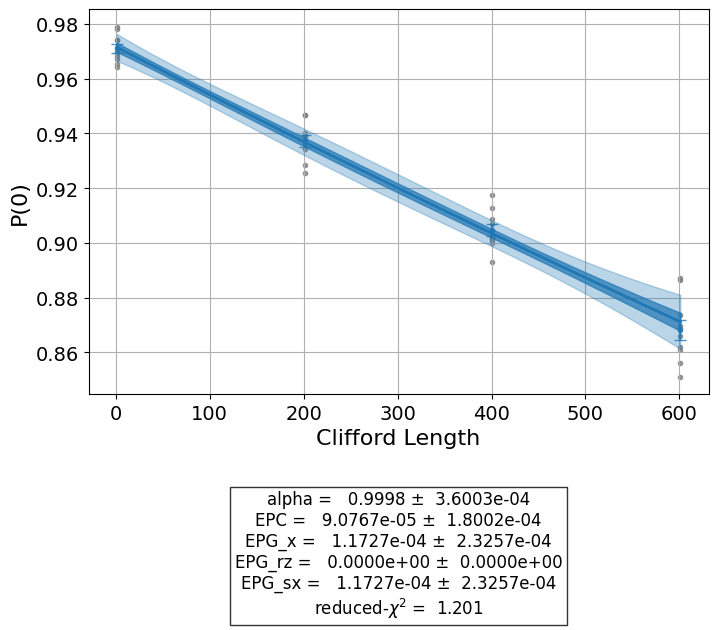 0.98
0.96
0.94
0.92
0.90
0.88
0.86
P(0)
0 100 200 300 400 500 600
Clifford Length
alpha = 0.9998 ± 3.6003e-04
EPC = 9.0767e-05 ± 1.8002e-04
EPG_x = 1.1727e-04 ± 2.3257e-04
EPG_rz = 0.0000e+00 ± 0.0000e+00
EPG_sx = 1.1727e-04 ± 2.3257e-04
reduced-χ² = 1.201